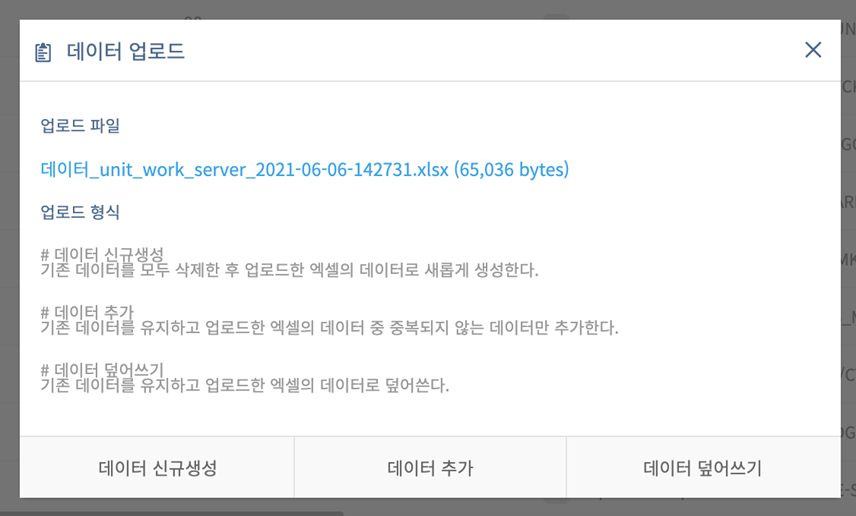 데이터 업로드
업로드 파일
데이터_unit_work_server_2021-06-06-142731.xlsx (65,036 bytes)
업로드 형식
# 데이터 신규생성
기존 데이터를 모두 삭제한 후 업로드한 엑셀의 데이터로 새롭게 생성한다.
# 데이터 추가
기존 데이터를 유지하고 업로드한 엑셀의 데이터 중 중복되지 않는 데이터만 추가한다.
# 데이터 덮어쓰기
기존 데이터를 유지하고 업로드한 엑셀의 데이터로 덮어쓴다.
데이터 신규생성
데이터 추가
데이터 덮어쓰기